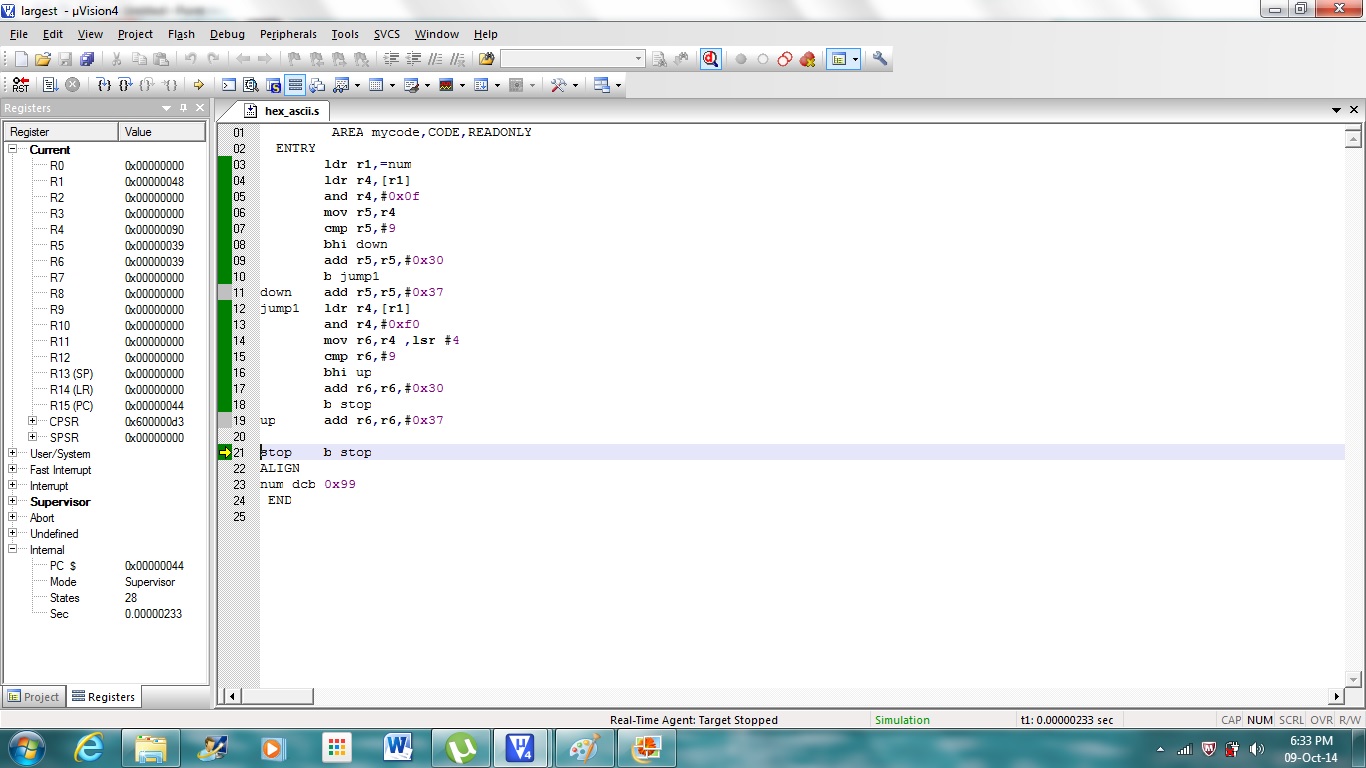 largest - µVision4
File Edit View Project Flash Debug Peripherals Tools SVCS Window Help
RST
Registers
Register Value
Current
R0 0x00000000
R1 0x00000048
R2 0x00000000
R3 0x00000000
R4 0x00000090
R5 0x00000039
R6 0x00000039
R7 0x00000000
R8 0x00000000
R9 0x00000000
R10 0x00000000
R11 0x00000000
R12 0x00000000
R13 (SP) 0x00000000
R14 (LR) 0x00000000
R15 (PC) 0x00000044
CPSR 0x600000d3
SPSR 0x00000000
User/System
Fast Interrupt
Interrupt
Supervisor
Abort
Undefined
Internal
PC $ 0x00000044
Mode Supervisor
States 28
Sec 0.00000233
Project Registers
hex_ascii.s
01 AREA mycode,CODE,READONLY
02 ENTRY
03 ldr r1,=num
04 ldr r4,[r1]
05 and r4,#0x0f
06 mov r5,r4
07 cmp r5,#9
08 bhi down
09 add r5,r5,#0x30
10 b jump1
11 down add r5,r5,#0x37
12 jump1 ldr r4,[r1]
13 and r4,#0xf0
14 mov r6,r4 ,lsr #4
15 cmp r6,#9
16 bhi up
17 add r6,r6,#0x30
18 b stop
19 up add r6,r6,#0x37
20
21 stop b stop
22 ALIGN
23 num dcb 0x99
24 END
25
Real-Time Agent: Target Stopped Simulation t1: 0.00000233 sec CAP NUM SCRL OVR R/W
6:33 PM
09-Oct-14